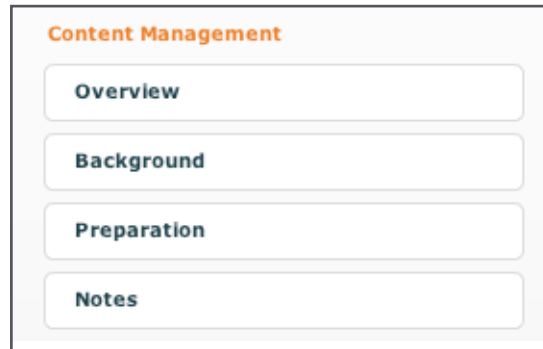 Content Management
Overview
Background
Preparation
Notes